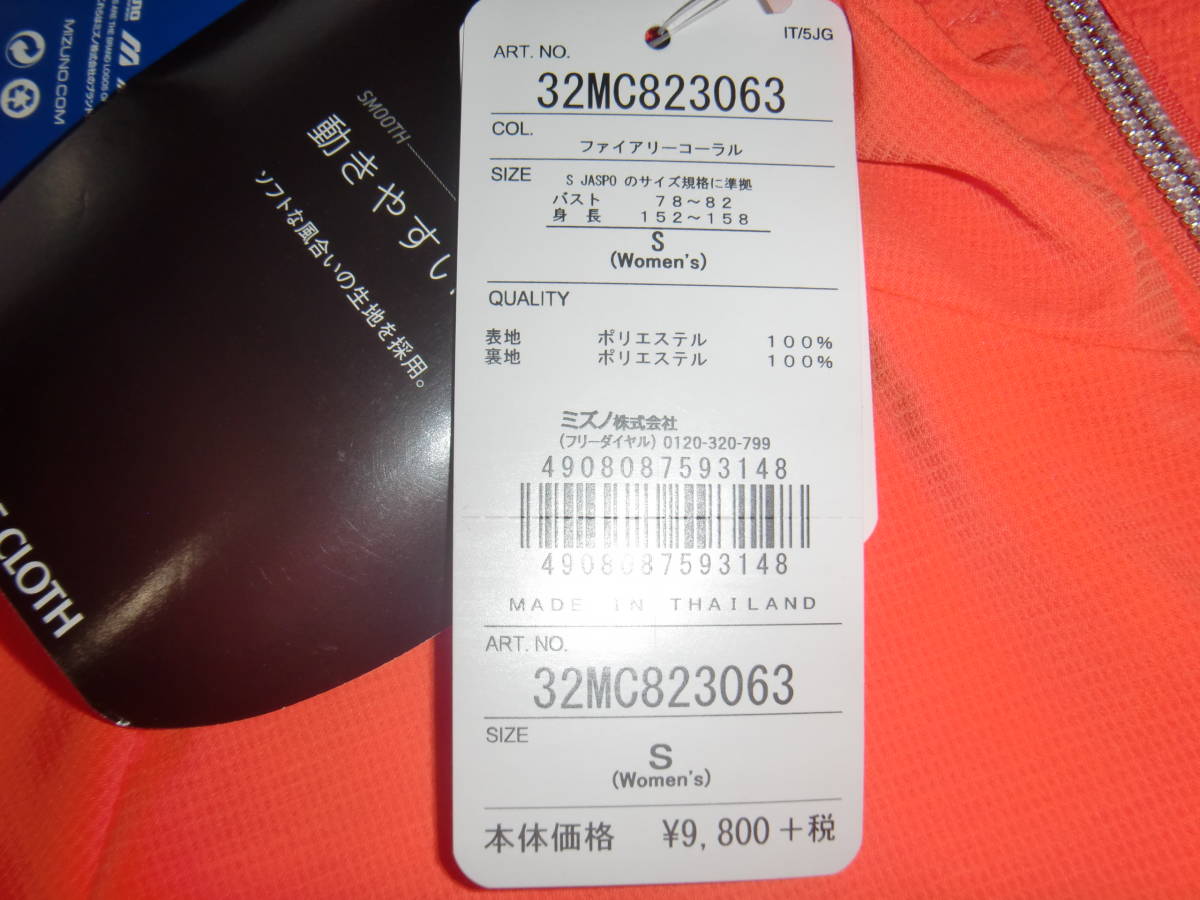 MIZUNO.COM
SMOOTH
動きやすい
ソフトな風合いの生地を採用。
CLOTH
IT/5JG
ART. NO.
32MC823063
COL.
ファイアリーコーラル
SIZE S JASPO のサイズ規格に準拠
バスト 78～82
身長 152～158
S
(Women's)
QUALITY
表地 ポリエステル 100%
裏地 ポリエステル 100%
ミズノ株式会社
(フリーダイヤル) 0120-320-799
4908087593148
4908087593148
MADE IN THAILAND
ART. NO.
32MC823063
SIZE
S
(Women's)
本体価格 ¥9,800+税